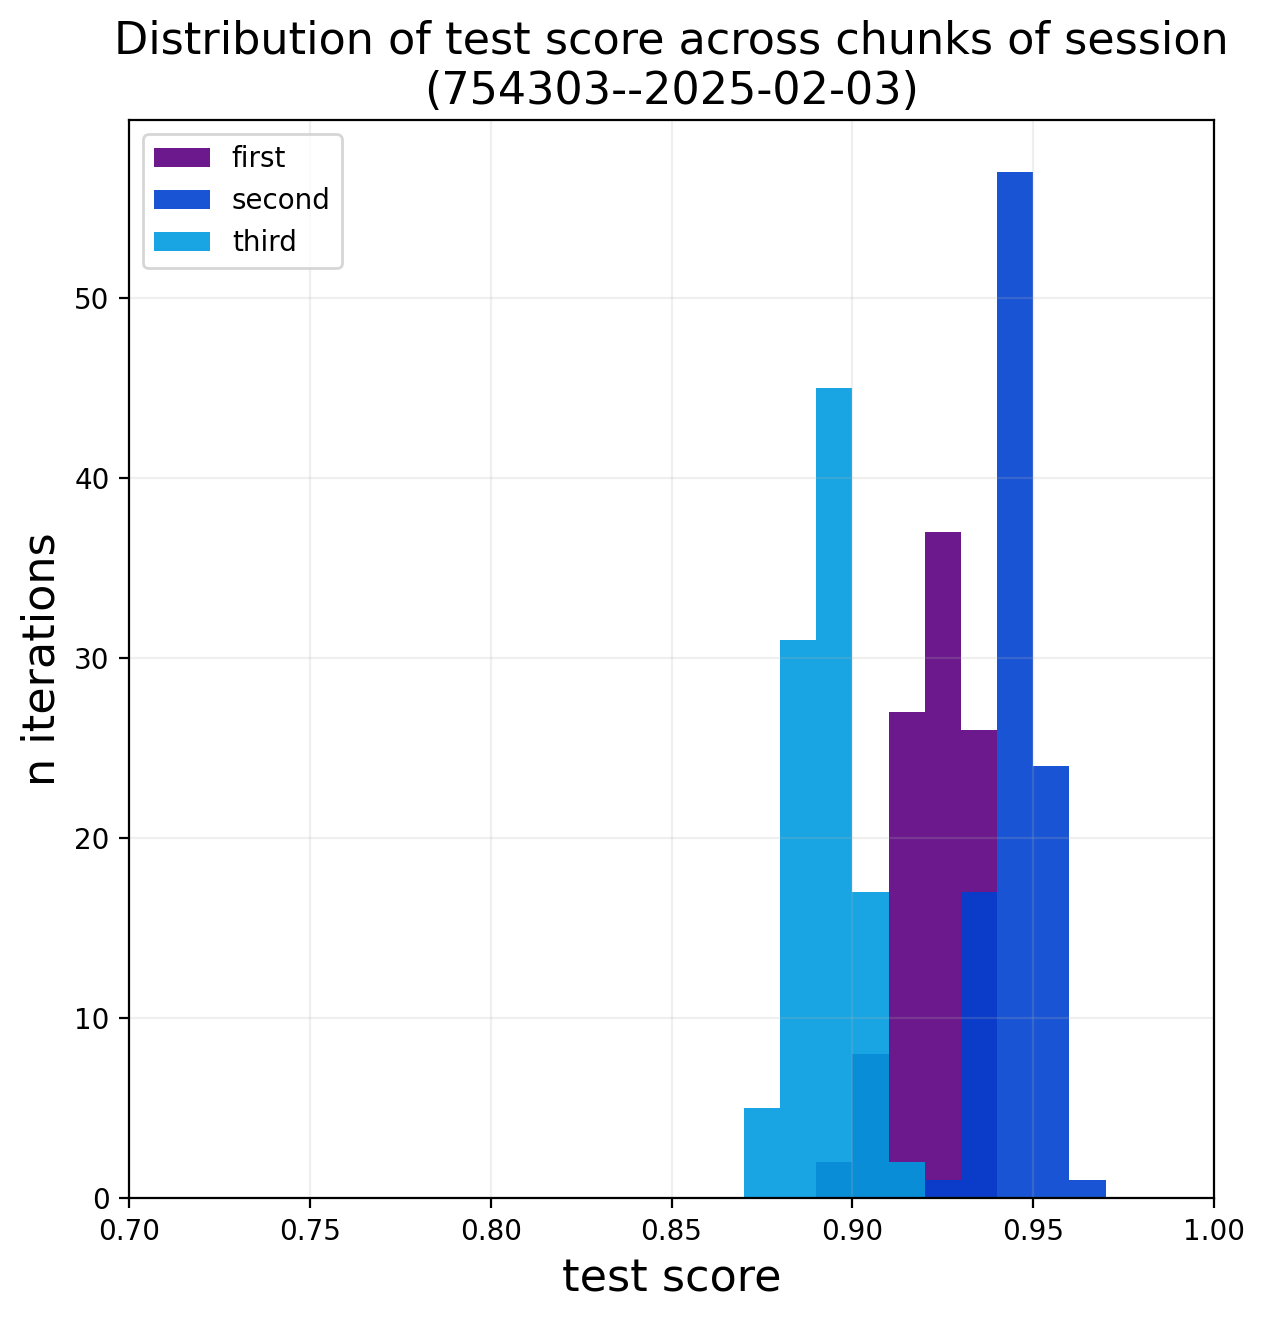 Distribution of test score across chunks of session
(754303--2025-02-03)
first
second
third
50
40
30
20
10
0
n iterations
0.70 0.75 0.80 0.85 0.90 0.95 1.00
test score